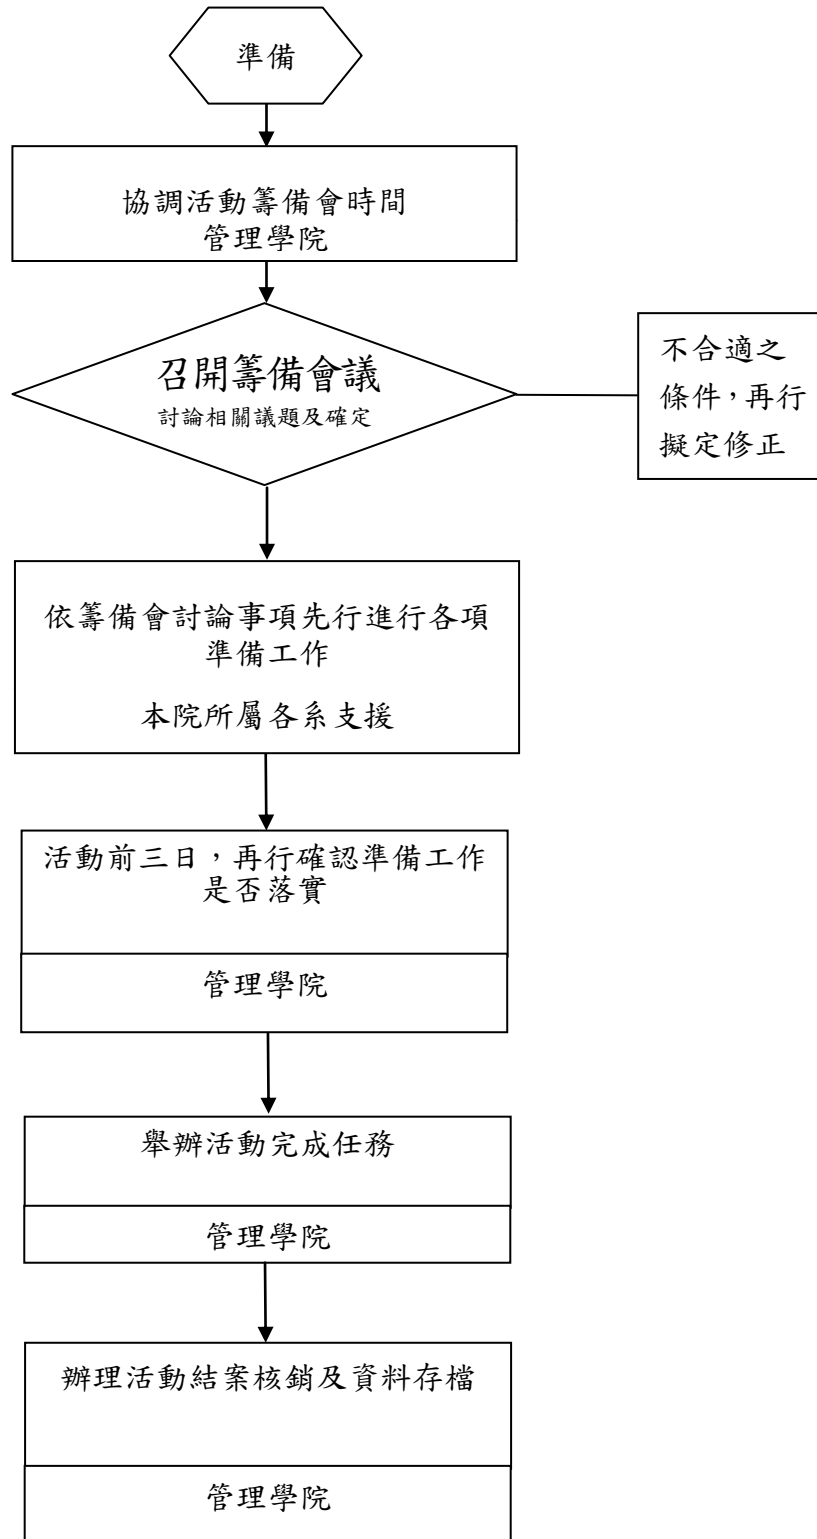 準備
協調活動籌備會時間
管理學院
召開籌備會議
討論相關議題及確定
不合適之
條件，再行
擬定修正
依籌備會討論事項先行進行各項
準備工作
本院所屬各系支援
活動前三日，再行確認準備工作
是否落實
管理學院
舉辦活動完成任務
管理學院
辦理活動結案核銷及資料存檔
管理學院